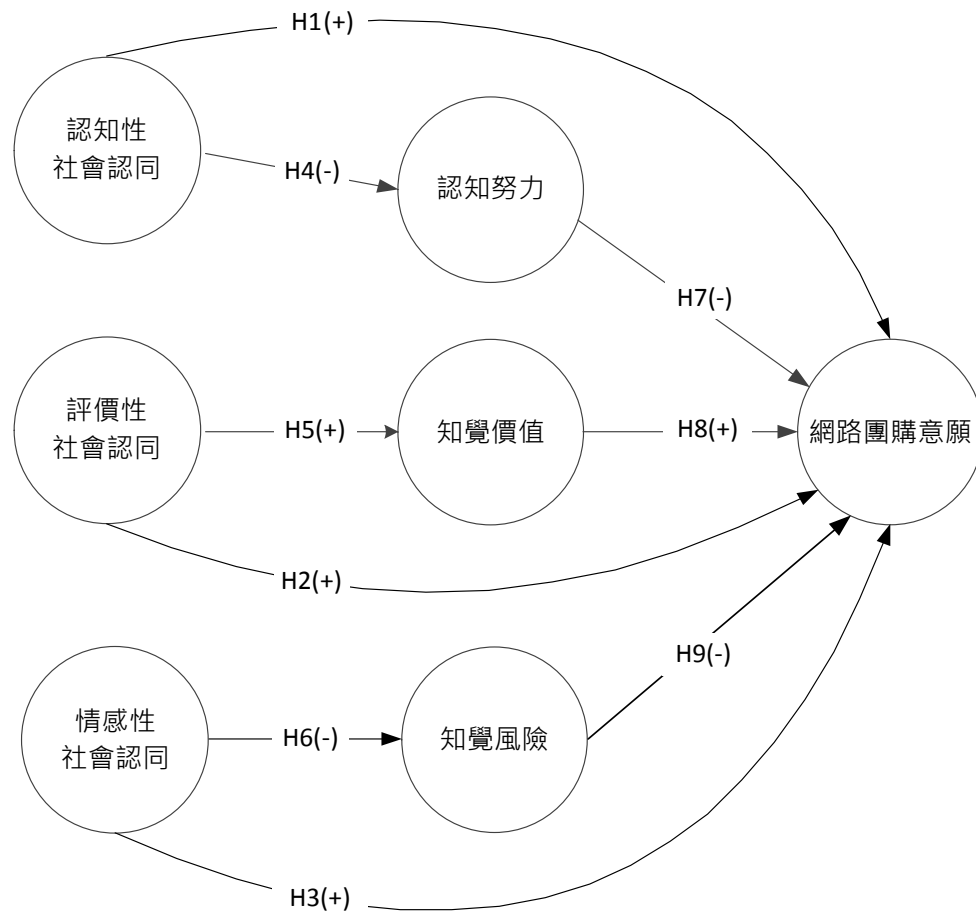 H1(+)
認知性
社會認同
H4(-)
認知努力
H7(-)
評價性
社會認同
H5(+)
知覺價值
H8(+)
網路團購意願
H2(+)
情感性
社會認同
H6(-)
知覺風險
H9(-)
H3(+)